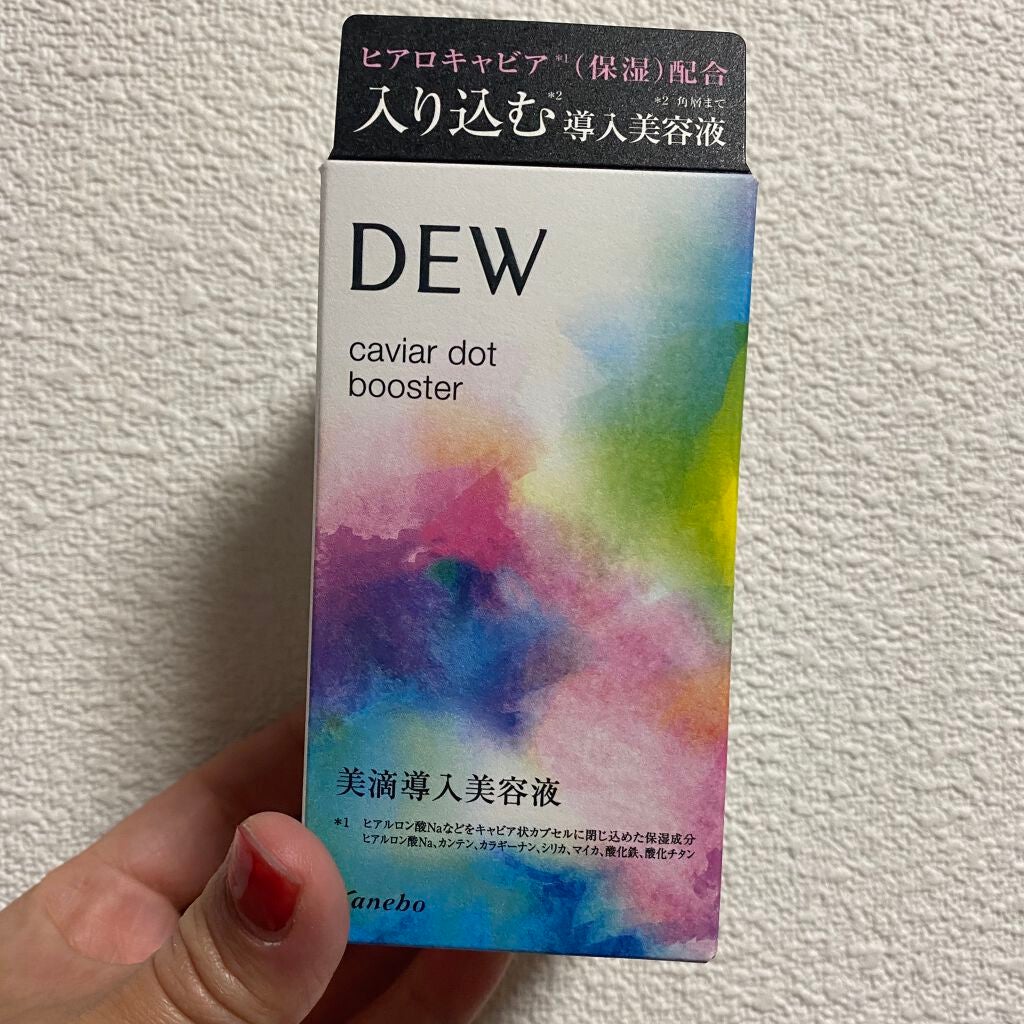 ヒアロキャビア*1(保湿)配合
*2 角層まで
入り込む*2導入美容液
DEW
caviar dot
booster
美滴導入美容液
*1 ヒアルロン酸Naなどをキャビア状カプセルに閉じ込めた保湿成分
ヒアルロン酸Na、カンテン、カラギーナン、シリカ、マイカ、酸化鉄、酸化チタン
Kanebo